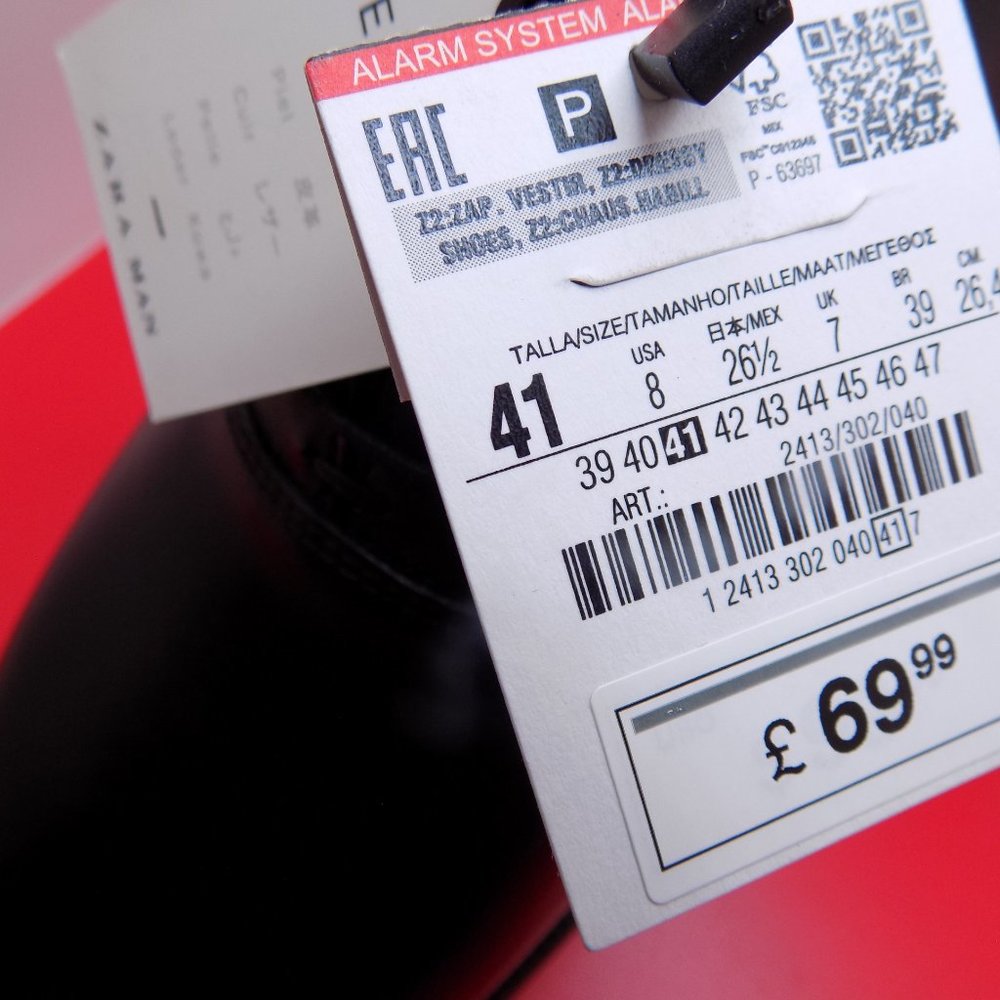 ALARM SYSTEM ALA
EAC
P
FSC
MIX
P - 63697
Z2:ZAP. VESTIR, Z2:DRESSY
SHOES, Z2:CHAUS.HABILL
TALLA/SIZE/TAMANHO/TAILLE/MAAT/ΜΕΓΕΘΟΣ
USA 日本/MEX UK BR CM.
41 8 26½ 7 39 26,4
39 40 41 42 43 44 45 46 47
ART.: 2413/302/040
1 2413 302 040 41 7
£ 69 99
E
ZARA MAN